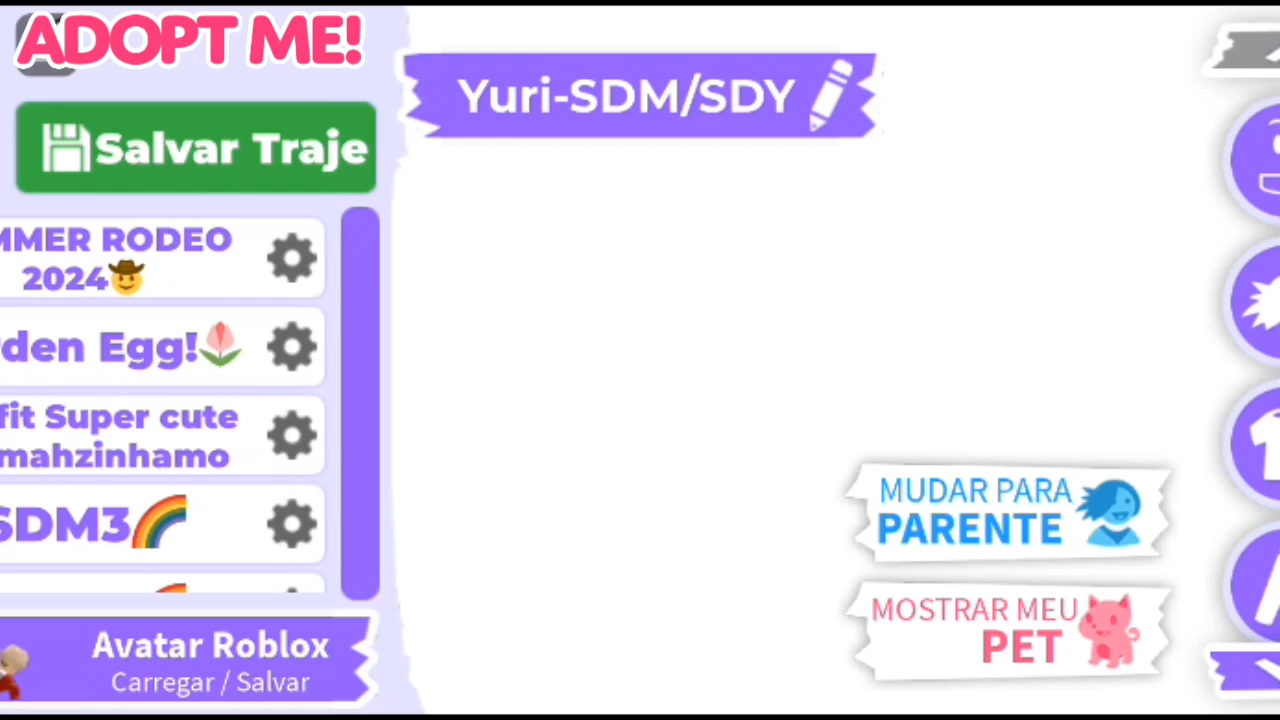 ADOPT ME!
Yuri-SDM/SDY
Salvar Traje
MMER RODEO
2024🤠
rden Egg!🌷
fit Super cute
mahzinhamo
SDM3🌈
MUDAR PARA
PARENTE
MOSTRAR MEU
PET
Avatar Roblox
Carregar / Salvar